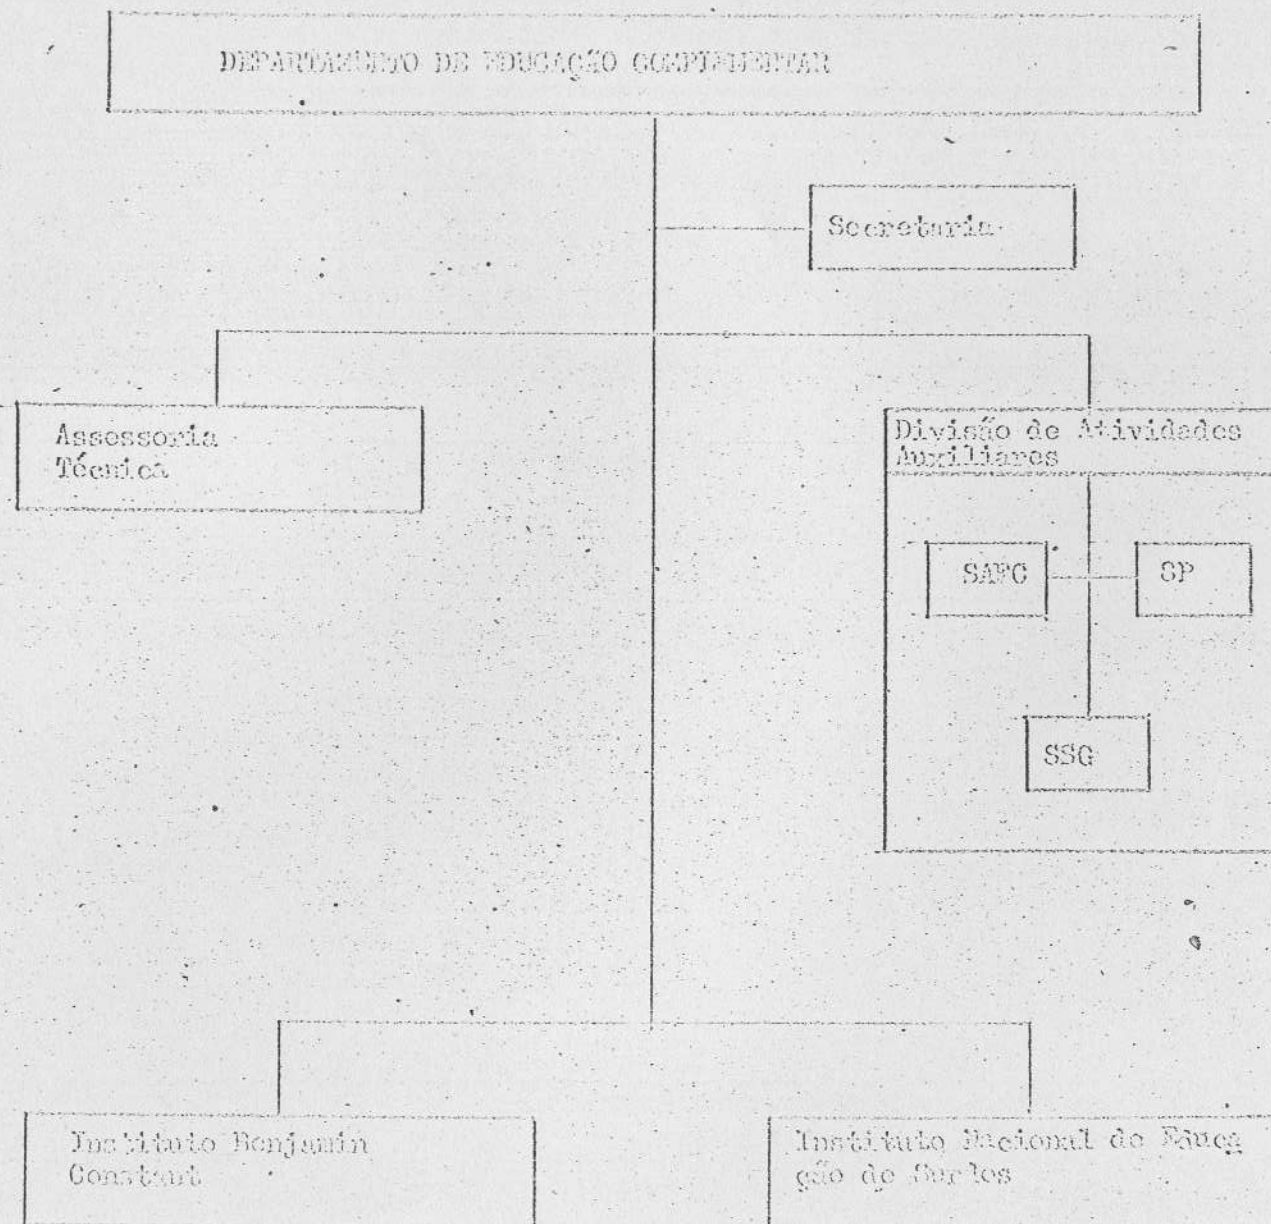 DEPARTAMENTO DE EDUCAÇÃO COMPLEMENTAR
Secretaria
Assessoria
Técnica
Divisão de Atividades
Auxiliares
SAFC
SP
SSG
Instituto Benjamin
Constant
Instituto Nacional de Educa
ção de Surdos